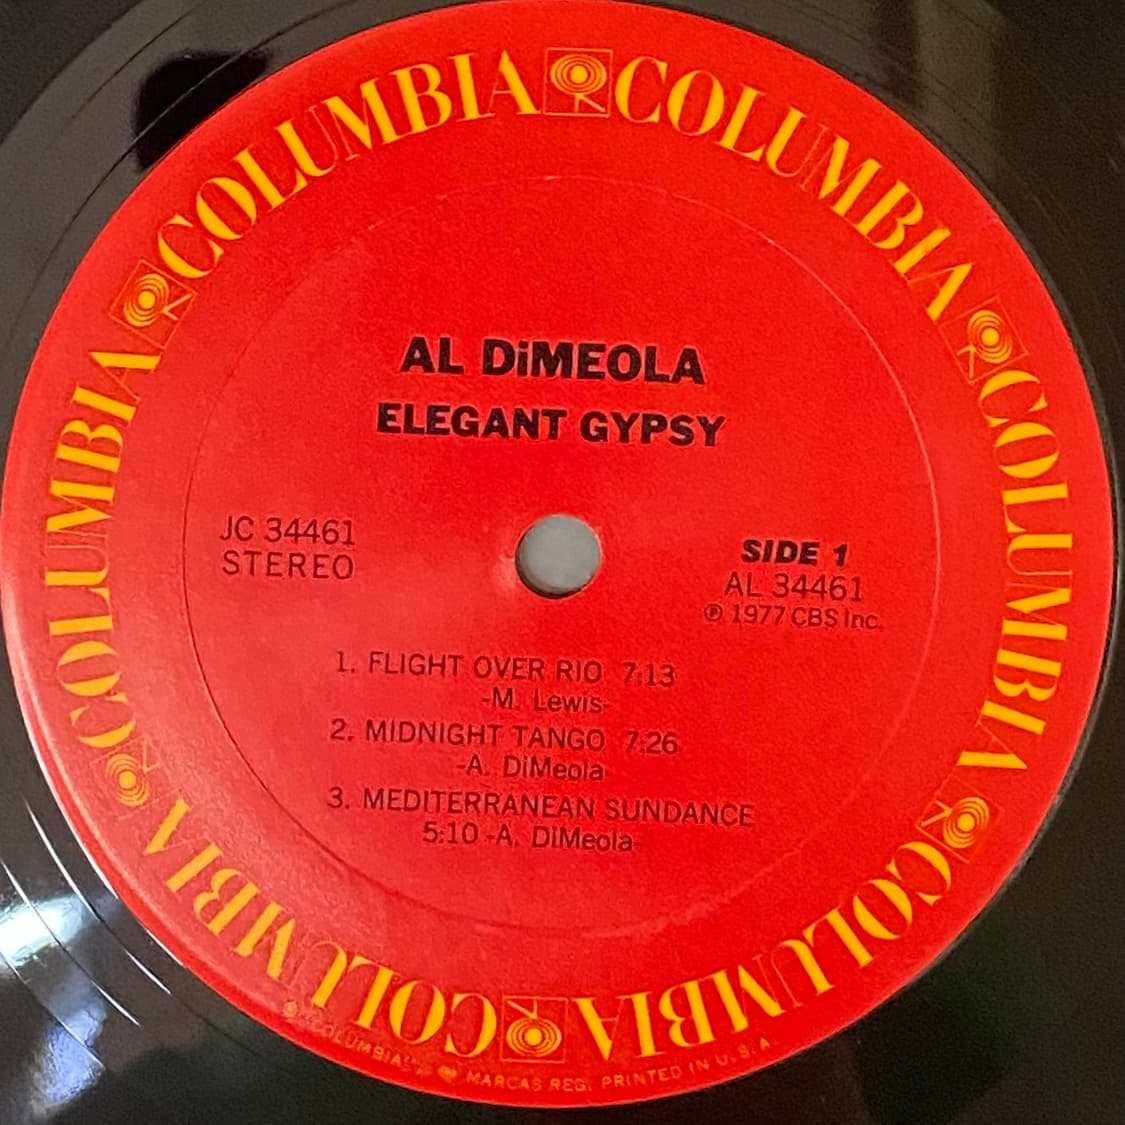 COLUMBIA COLUMBIA COLUMBIA COLUMBIA COLUMBIA COLUMBIA
AL DiMEOLA
ELEGANT GYPSY
JC 34461
STEREO
SIDE 1
AL 34461
℗ 1977 CBS Inc.
1. FLIGHT OVER RIO 7:13
-M. Lewis-
2. MIDNIGHT TANGO 7:26
-A. DiMeola-
3. MEDITERRANEAN SUNDANCE
5:10 -A. DiMeola-
"COLUMBIA", MARCAS REG. PRINTED IN U.S.A.